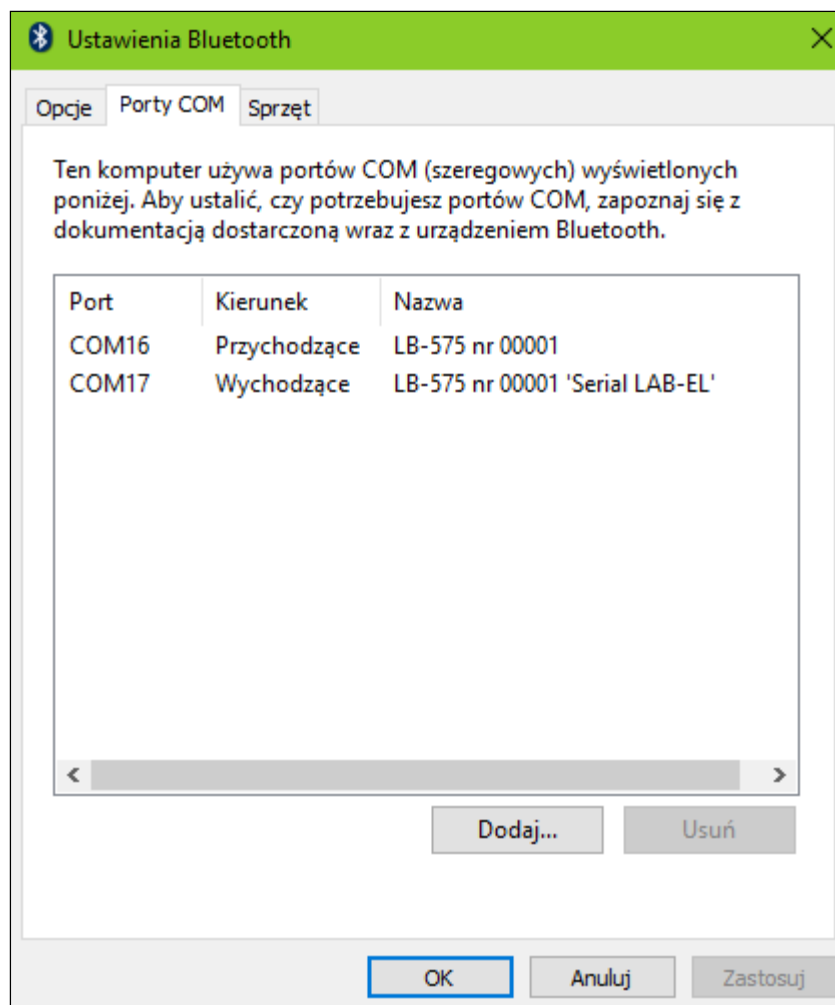 Ustawienia Bluetooth
Opcje Porty COM Sprzęt
Ten komputer używa portów COM (szeregowych) wyświetlonych
poniżej. Aby ustalić, czy potrzebujesz portów COM, zapoznaj się z
dokumentacją dostarczoną wraz z urządzeniem Bluetooth.
Port Kierunek Nazwa
COM16 Przychodzące LB-575 nr 00001
COM17 Wychodzące LB-575 nr 00001 'Serial LAB-EL'
Dodaj... Usuń
OK Anuluj Zastosuj